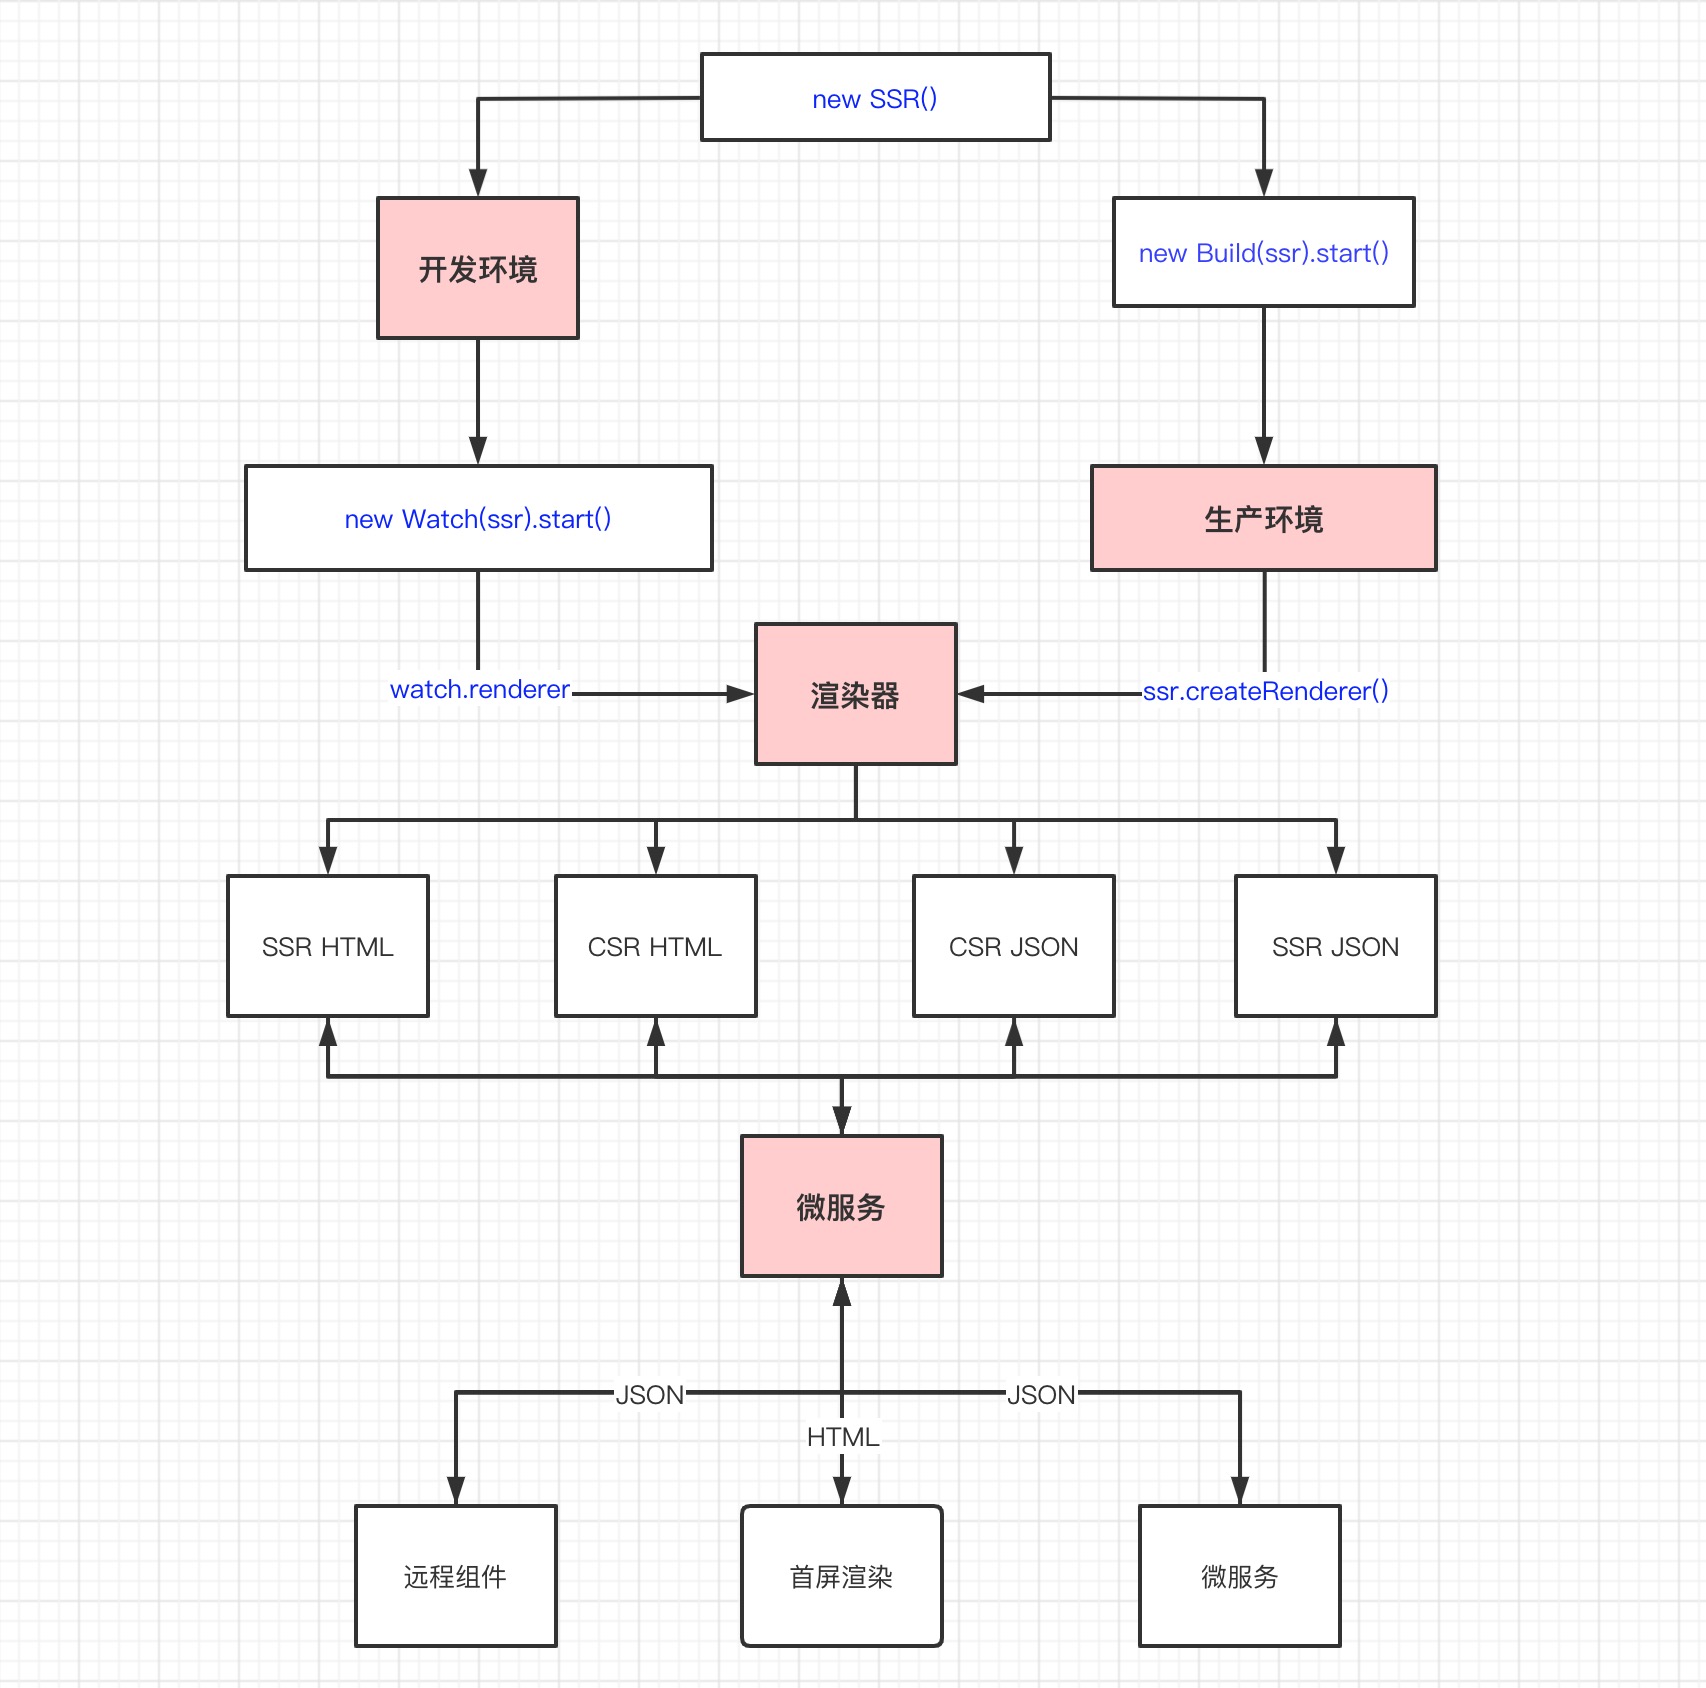 new SSR()
开发环境
new Build(ssr).start()
new Watch(ssr).start()
生产环境
watch.renderer
渲染器
ssr.createRenderer()
SSR HTML
CSR HTML
CSR JSON
SSR JSON
微服务
JSON
JSON
HTML
远程组件
首屏渲染
微服务